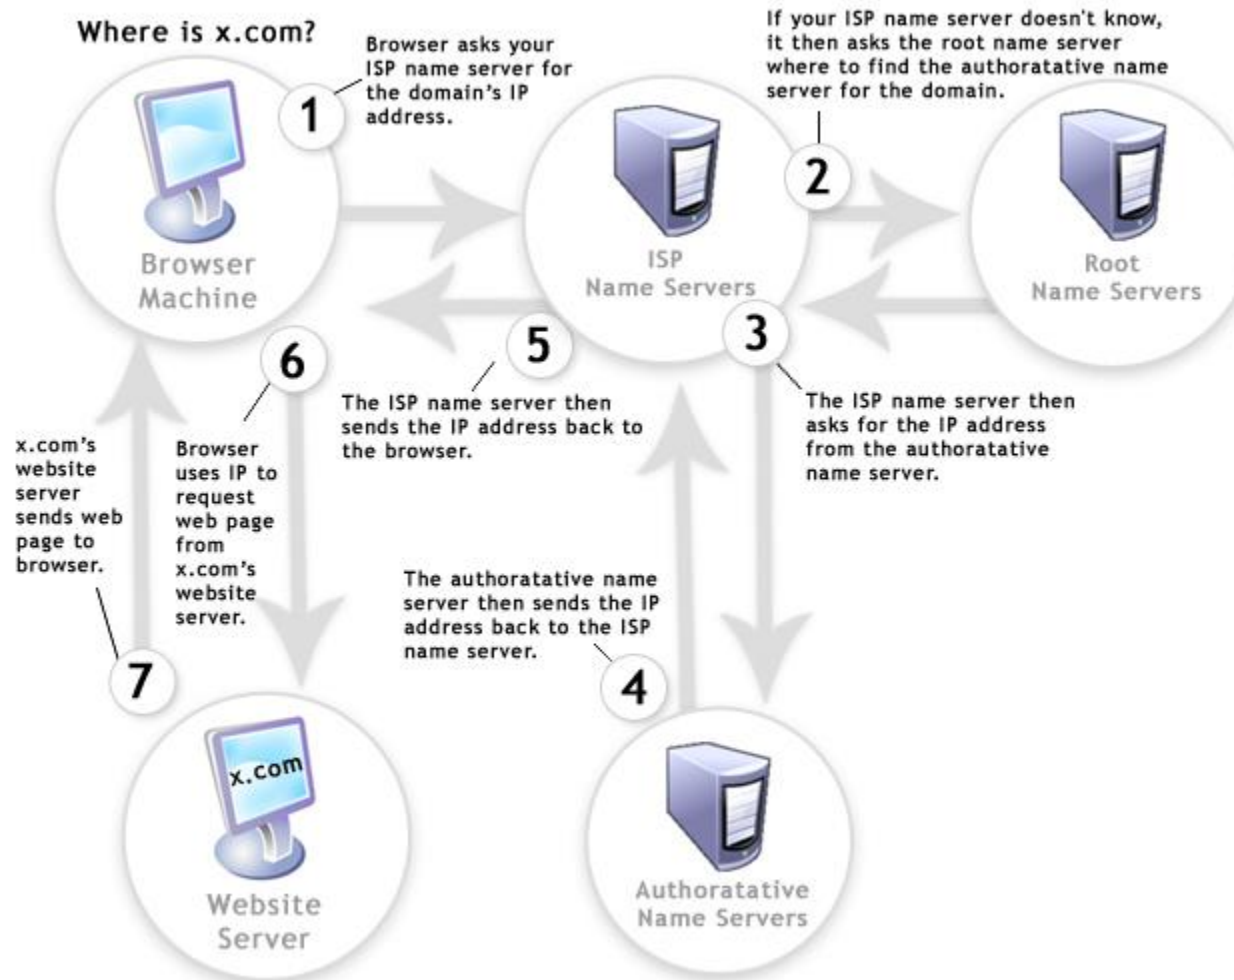 Where is x.com?
Browser asks your
ISP name server for
the domain's IP
address.
If your ISP name server doesn't know,
it then asks the root name server
where to find the authoratative name
server for the domain.
1
2
Browser
Machine
ISP
Name Servers
Root
Name Servers
3
5
6
The ISP name server then
sends the IP address back to
the browser.
The ISP name server then
asks for the IP address
from the authoratative
name server.
x.com's
website
server
sends web
page to
browser.
Browser
uses IP to
request
web page
from
x.com's
website
server.
The authoratative name
server then sends the IP
address back to the ISP
name server.
7
4
x.com
Website
Server
Authoratative
Name Servers